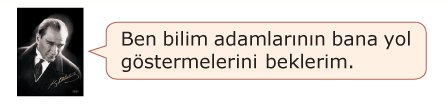 Ben bilim adamlarının bana yol
göstermelerini beklerim.